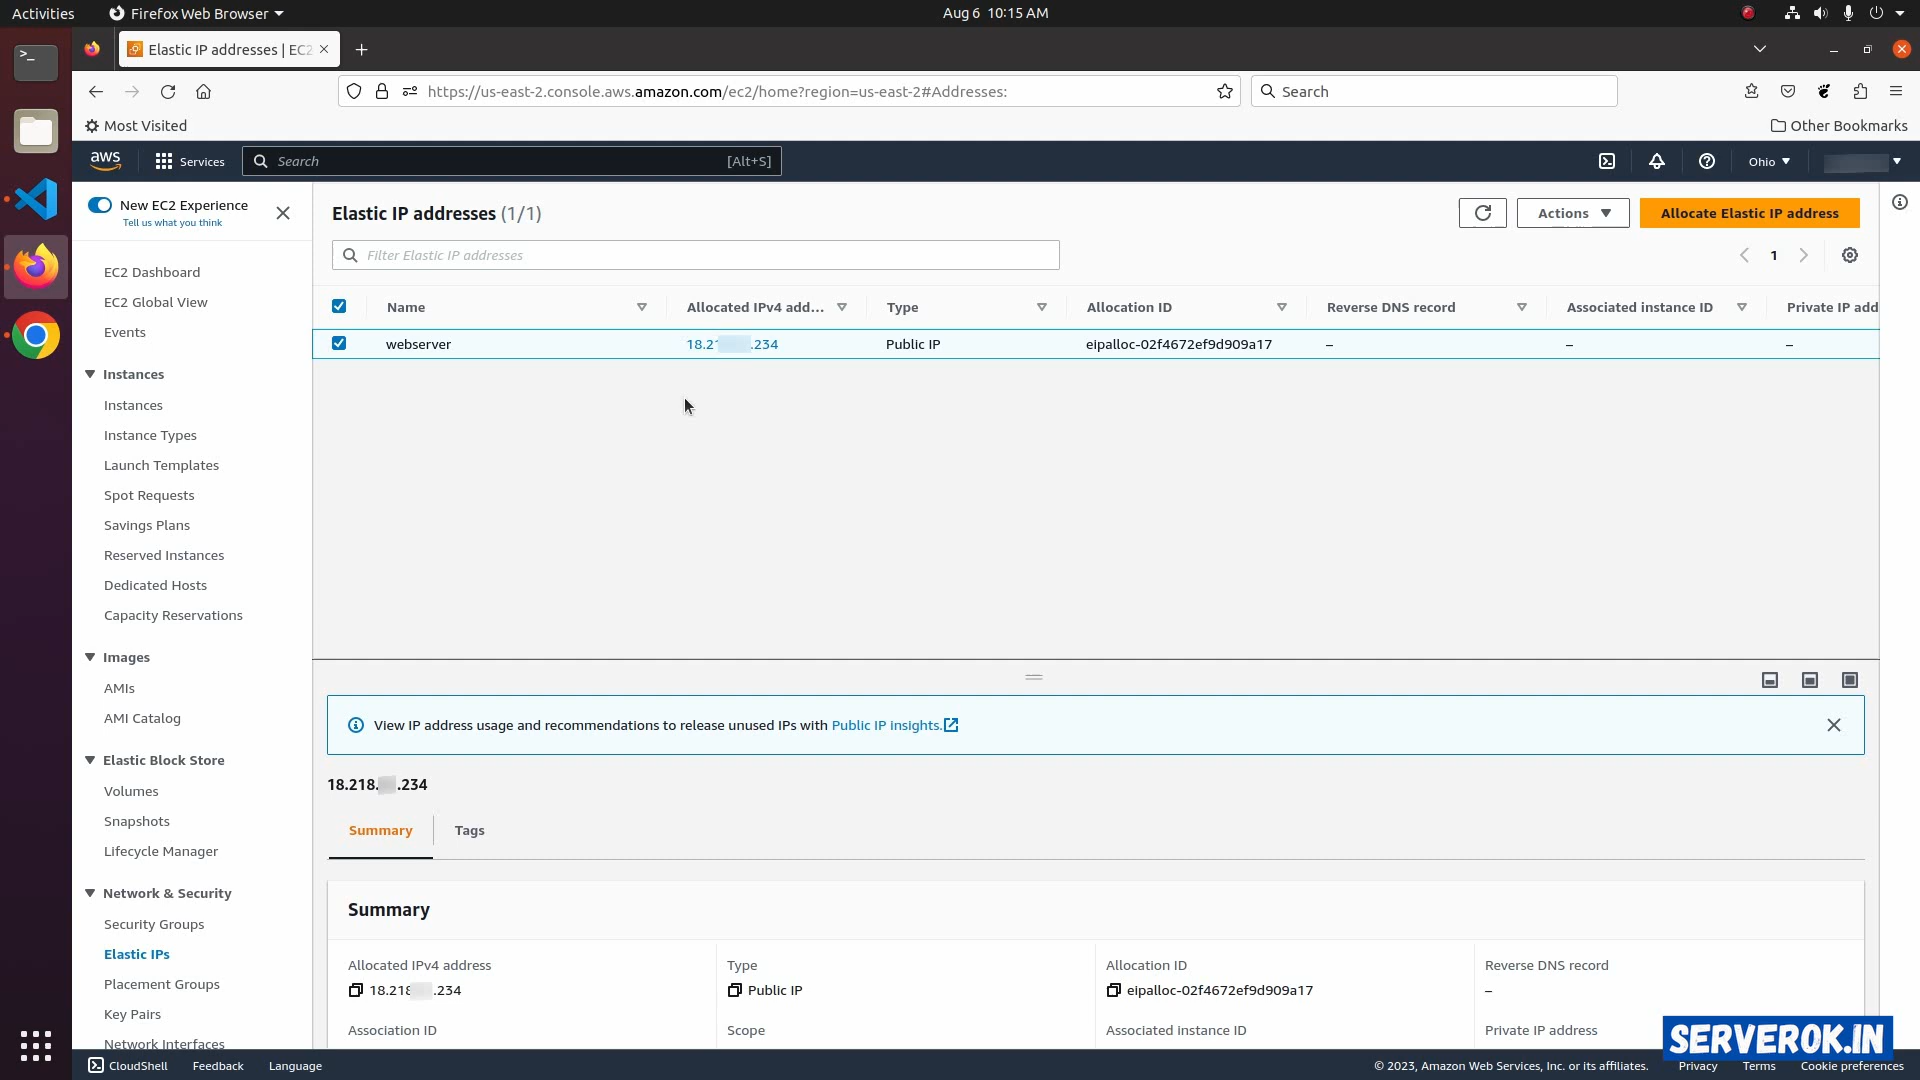 Activities
Firefox Web Browser
Aug 6 10:15 AM
Elastic IP addresses | EC2
https://us-east-2.console.aws.amazon.com/ec2/home?region=us-east-2#Addresses:
Search
Most Visited
Other Bookmarks
aws
Services
Search
[Alt+S]
Ohio
New EC2 Experience
Tell us what you think
EC2 Dashboard
EC2 Global View
Events
Instances
Instances
Instance Types
Launch Templates
Spot Requests
Savings Plans
Reserved Instances
Dedicated Hosts
Capacity Reservations
Images
AMIs
AMI Catalog
Elastic Block Store
Volumes
Snapshots
Lifecycle Manager
Network & Security
Security Groups
Elastic IPs
Placement Groups
Key Pairs
Network Interfaces
Elastic IP addresses (1/1)
Actions
Allocate Elastic IP address
Filter Elastic IP addresses
1
Name
Allocated IPv4 add...
Type
Allocation ID
Reverse DNS record
Associated instance ID
Private IP add
webserver
18.21 .234
Public IP
eipalloc-02f4672ef9d909a17
–
–
–
View IP address usage and recommendations to release unused IPs with Public IP insights.
18.218. .234
Summary
Tags
Summary
Allocated IPv4 address
18.218 .234
Type
Public IP
Allocation ID
eipalloc-02f4672ef9d909a17
Reverse DNS record
–
Association ID
Scope
Associated instance ID
Private IP address
SERVEROK.IN
CloudShell
Feedback
Language
© 2023, Amazon Web Services, Inc. or its affiliates.
Privacy
Terms
Cookie preferences